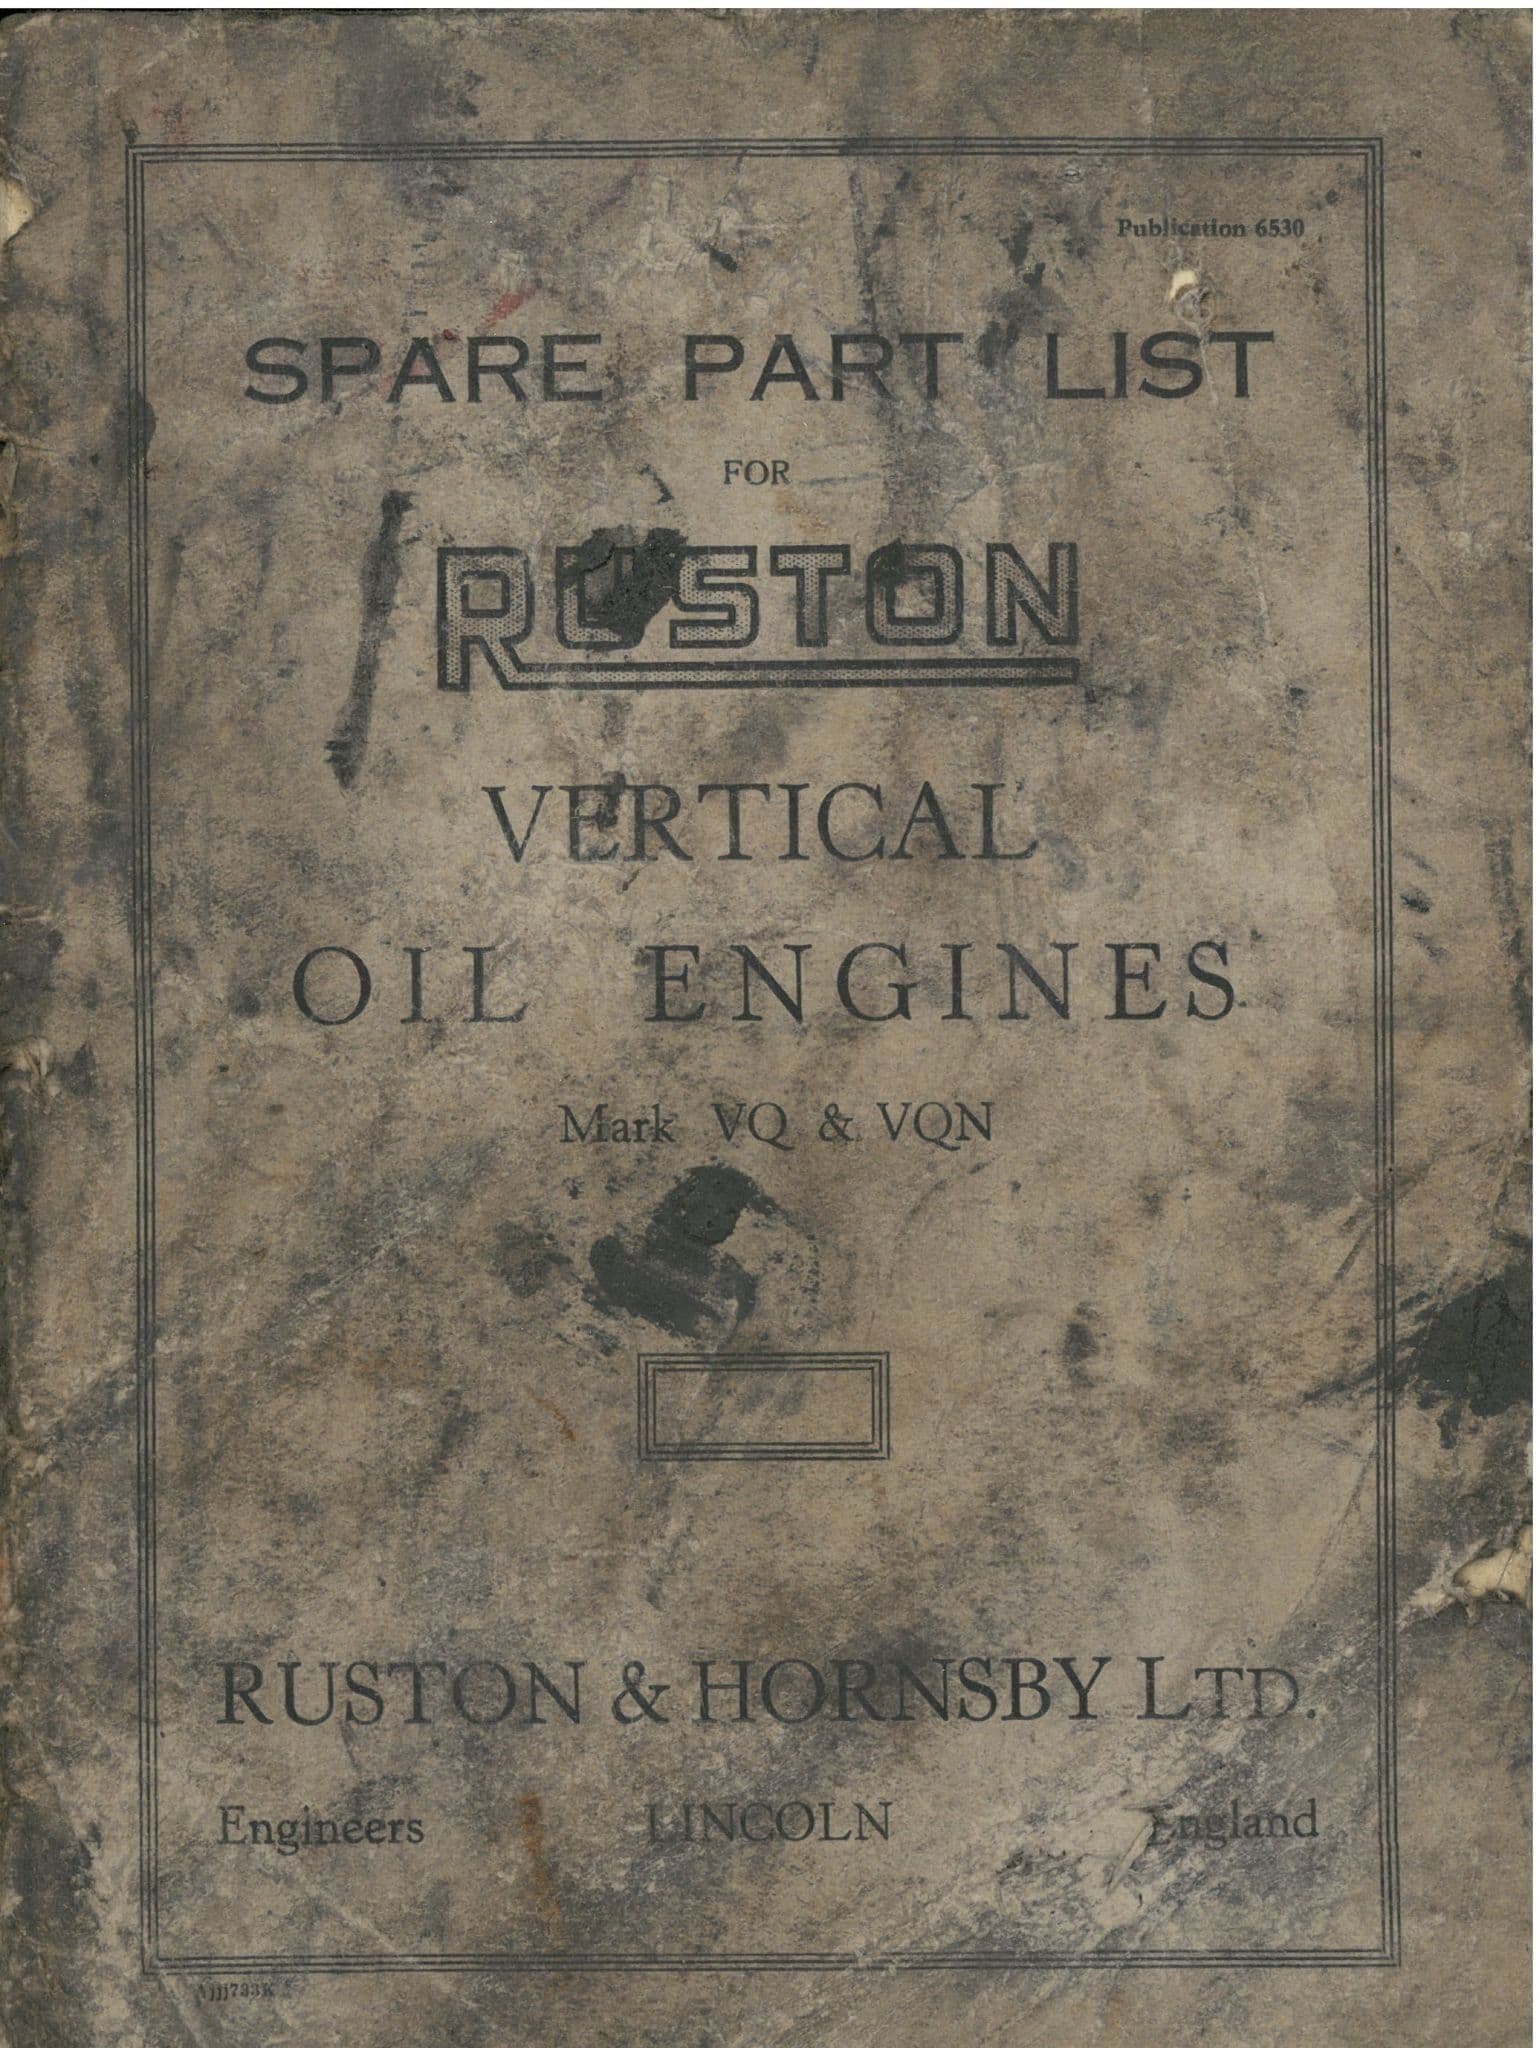 Publication 6530
SPARE PART LIST
FOR
RUSTON
VERTICAL
OIL ENGINES
Mark VQ & VQN
RUSTON & HORNSBY LTD.
Engineers LINCOLN England